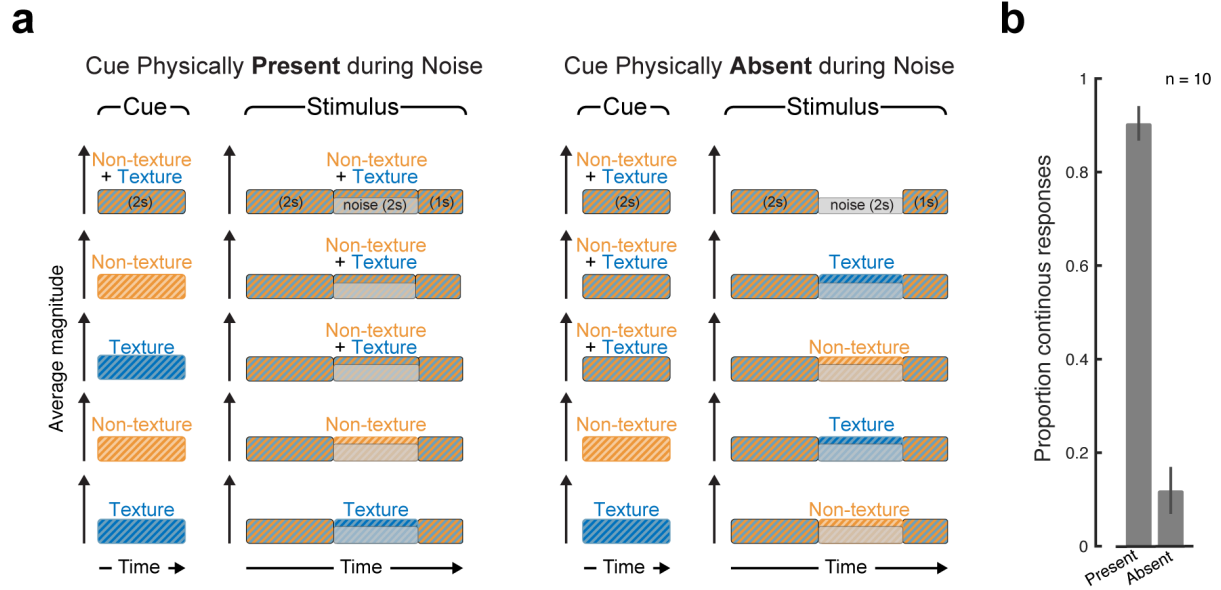 a
Cue Physically Present during Noise
Cue
Stimulus
Average magnitude
Non-texture
+ Texture
(2s)
Non-texture
+ Texture
(2s)
noise (2s)
(1s)
Non-texture
Non-texture
+ Texture
Texture
Non-texture
+ Texture
Non-texture
Non-texture
Texture
Texture
Time
Time
Cue Physically Absent during Noise
Cue
Stimulus
Non-texture
+ Texture
(2s)
(2s)
noise (2s)
(1s)
Non-texture
+ Texture
Texture
Non-texture
+ Texture
Non-texture
Non-texture
Texture
Texture
Non-texture
Time
Time
b
n = 10
Proportion continous responses
1
0.8
0.6
0.4
0.2
0
Present
Absent